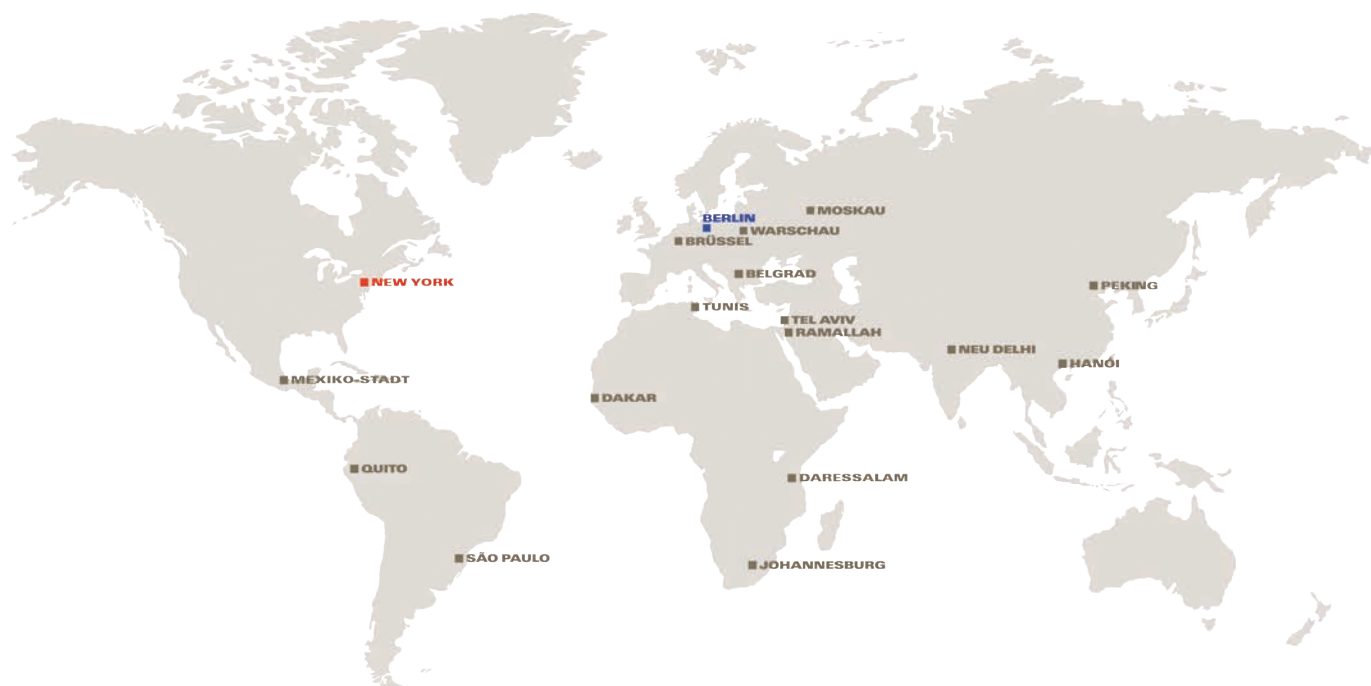 MOSKAU
BERLIN
WARSCHAU
BRÜSSEL
BELGRAD
NEW YORK
PEKING
TUNIS
TEL AVIV
RAMALLAH
NEU DELHI
HANÓI
MEXIKO-STADT
DAKAR
QUITO
DARESSALAM
SÃO PAULO
JOHANNESBURG